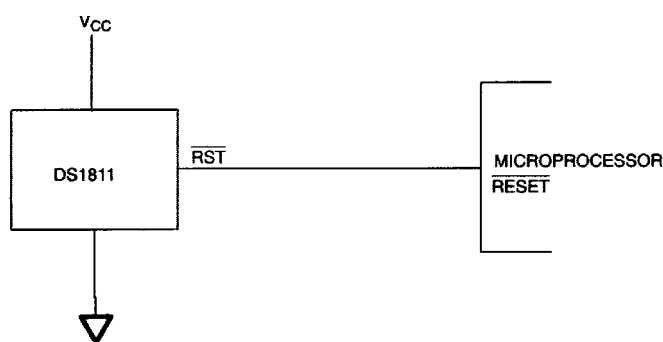 VCC
RST
DS1811
MICROPROCESSOR
RESET